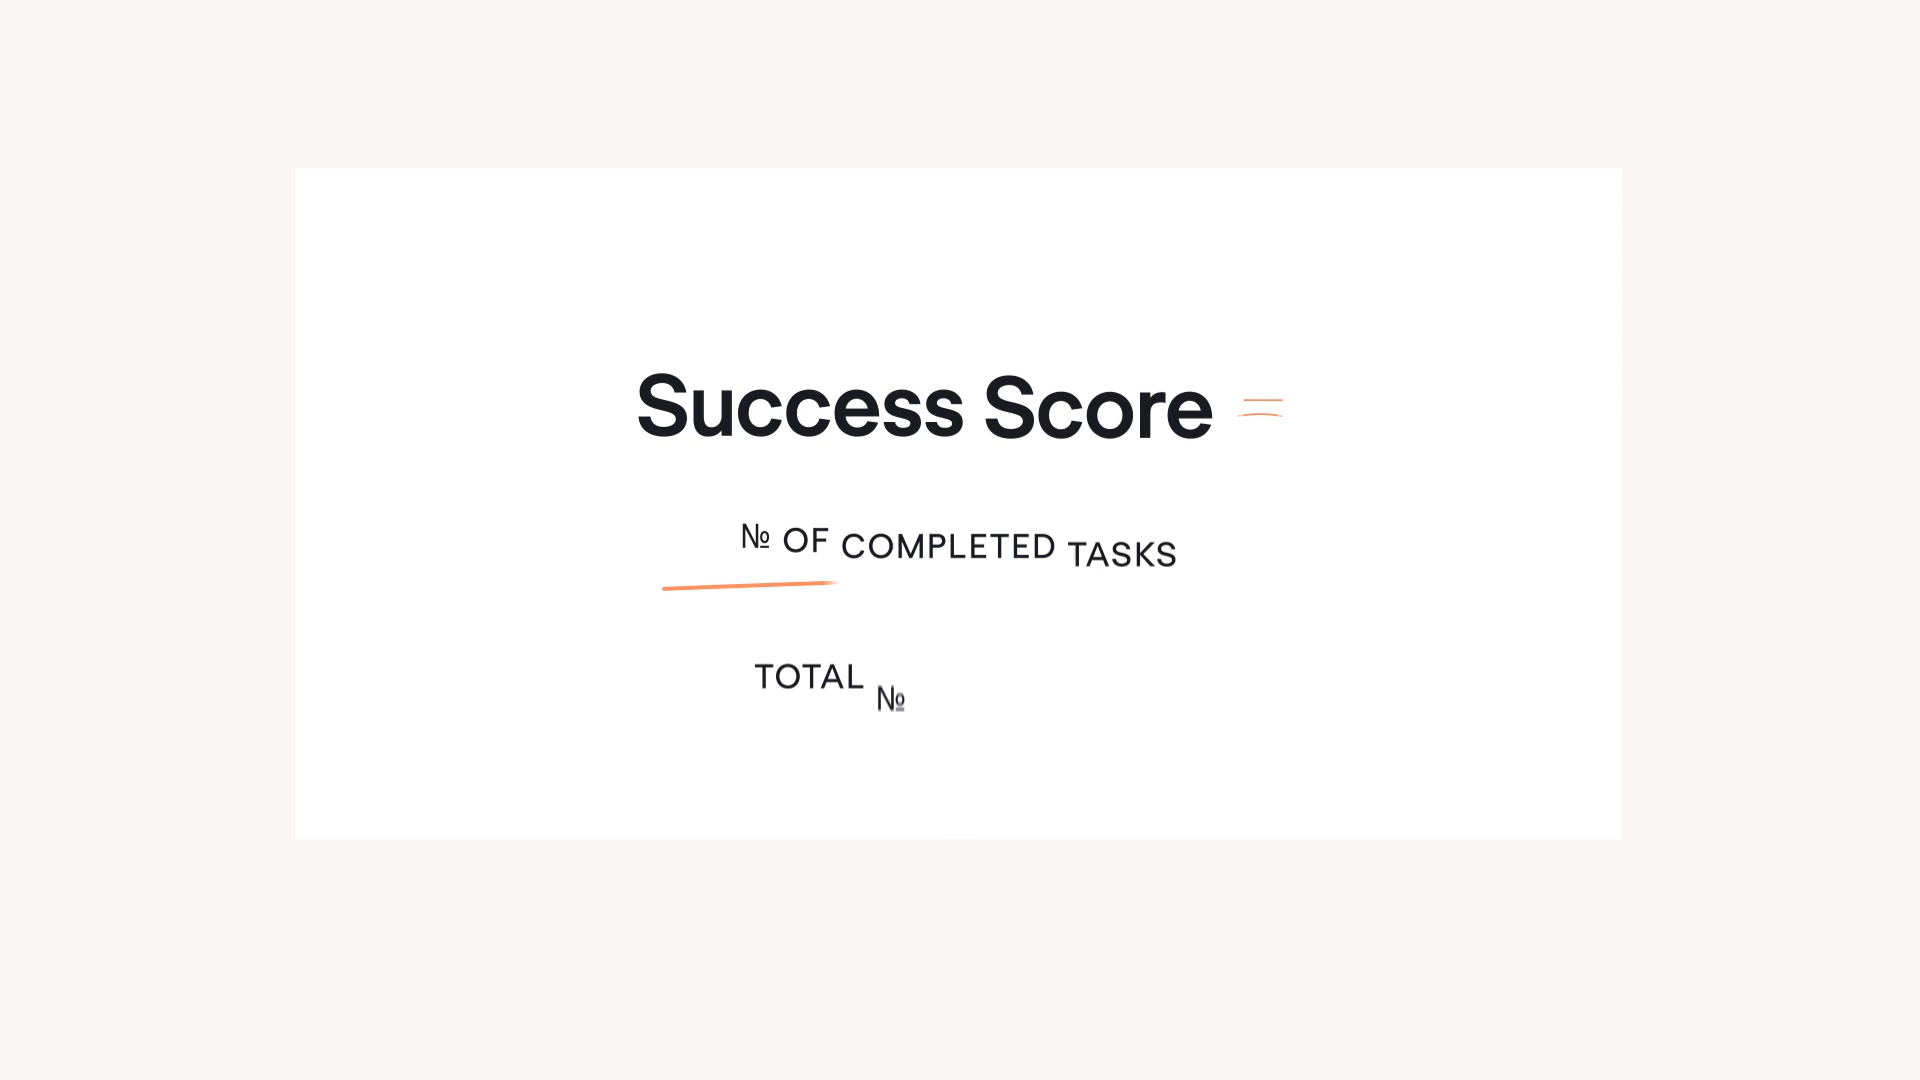 Success Score =
№ OF COMPLETED TASKS
TOTAL №